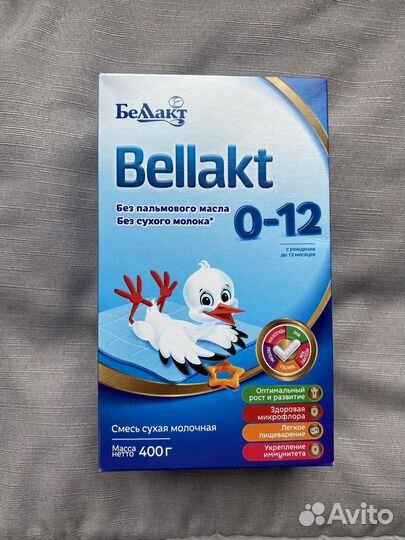 Беллакт
Bellakt
Без пальмового масла
Без сухого молока*
0-12
с рождения
до 12 месяцев
Оптимальный
рост и развитие
Здоровая
микрофлора
Легкое
пищеварение
Укрепление
иммунитета
Смесь сухая молочная
Масса
нетто 400 г
Avito